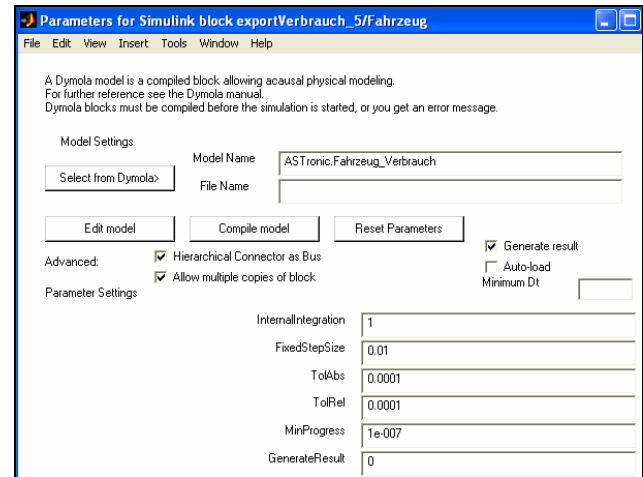 Parameters for Simulink block exportVerbrauch_5/Fahrzeug
File Edit View Insert Tools Window Help
A Dymola model is a compiled block allowing acausal physical modeling.
For further reference see the Dymola manual.
Dymola blocks must be compiled before the simulation is started, or you get an error message.
Model Settings
Select from Dymola>
Model Name ASTronic.Fahrzeug_Verbrauch
File Name
Edit model Compile model Reset Parameters
Advanced:
Hierarchical Connector as Bus
Allow multiple copies of block
Generate result
Auto-load
Minimum Dt
Parameter Settings
InternalIntegration 1
FixedStepSize 0.01
TolAbs 0.0001
TolRel 0.0001
MinProgress 1e-007
GenerateResult 0